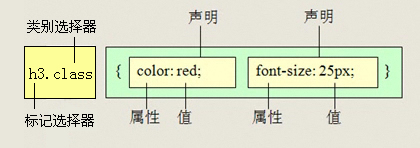 类别选择器
声明
声明
h3.class
{ color: red; font-size: 25px; }
标记选择器
属性
值
属性
值